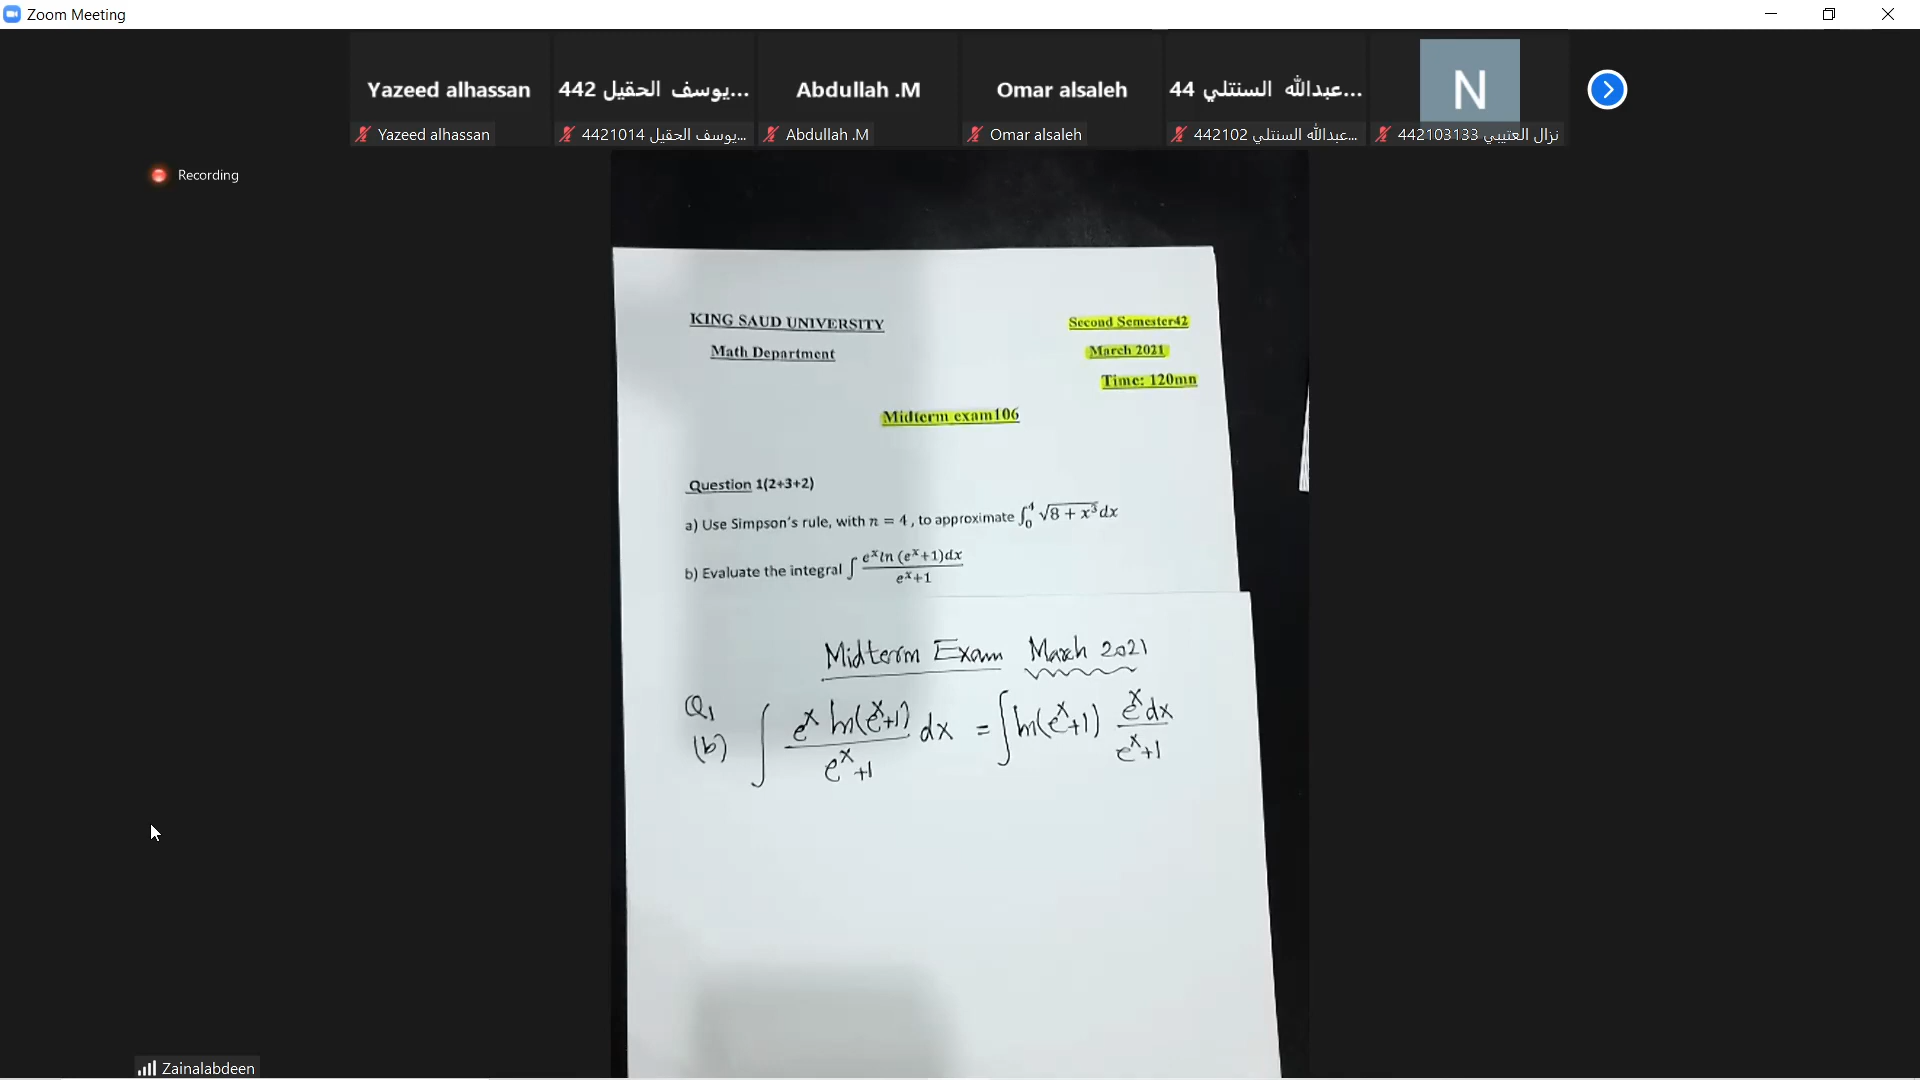 Zoom Meeting
Yazeed alhassan
يوسف الحقيل 442...
Abdullah .M
Omar alsaleh
عبدالله السنتلي 44...
N
Yazeed alhassan
يوسف الحقيل 4421014...
Abdullah .M
Omar alsaleh
عبدالله السنتلي 442102...
نزال العتيبي 442103133
Recording
KING SAUD UNIVERSITY
Second Semester42
Math Department
March 2021
Time: 120mn
Midterm exam106
Question 1(2+3+2)
a) Use Simpson's rule, with n = 4 , to approximate ∫₀⁴ √(8 + x³) dx
b) Evaluate the integral ∫ eˣln (eˣ+1)dx / eˣ+1
Midterm Exam March 2021
Q1
(b) ∫ eˣ ln(eˣ+1) / eˣ+1 dx = ∫ ln(eˣ+1) eˣdx / eˣ+1
Zainalabdeen